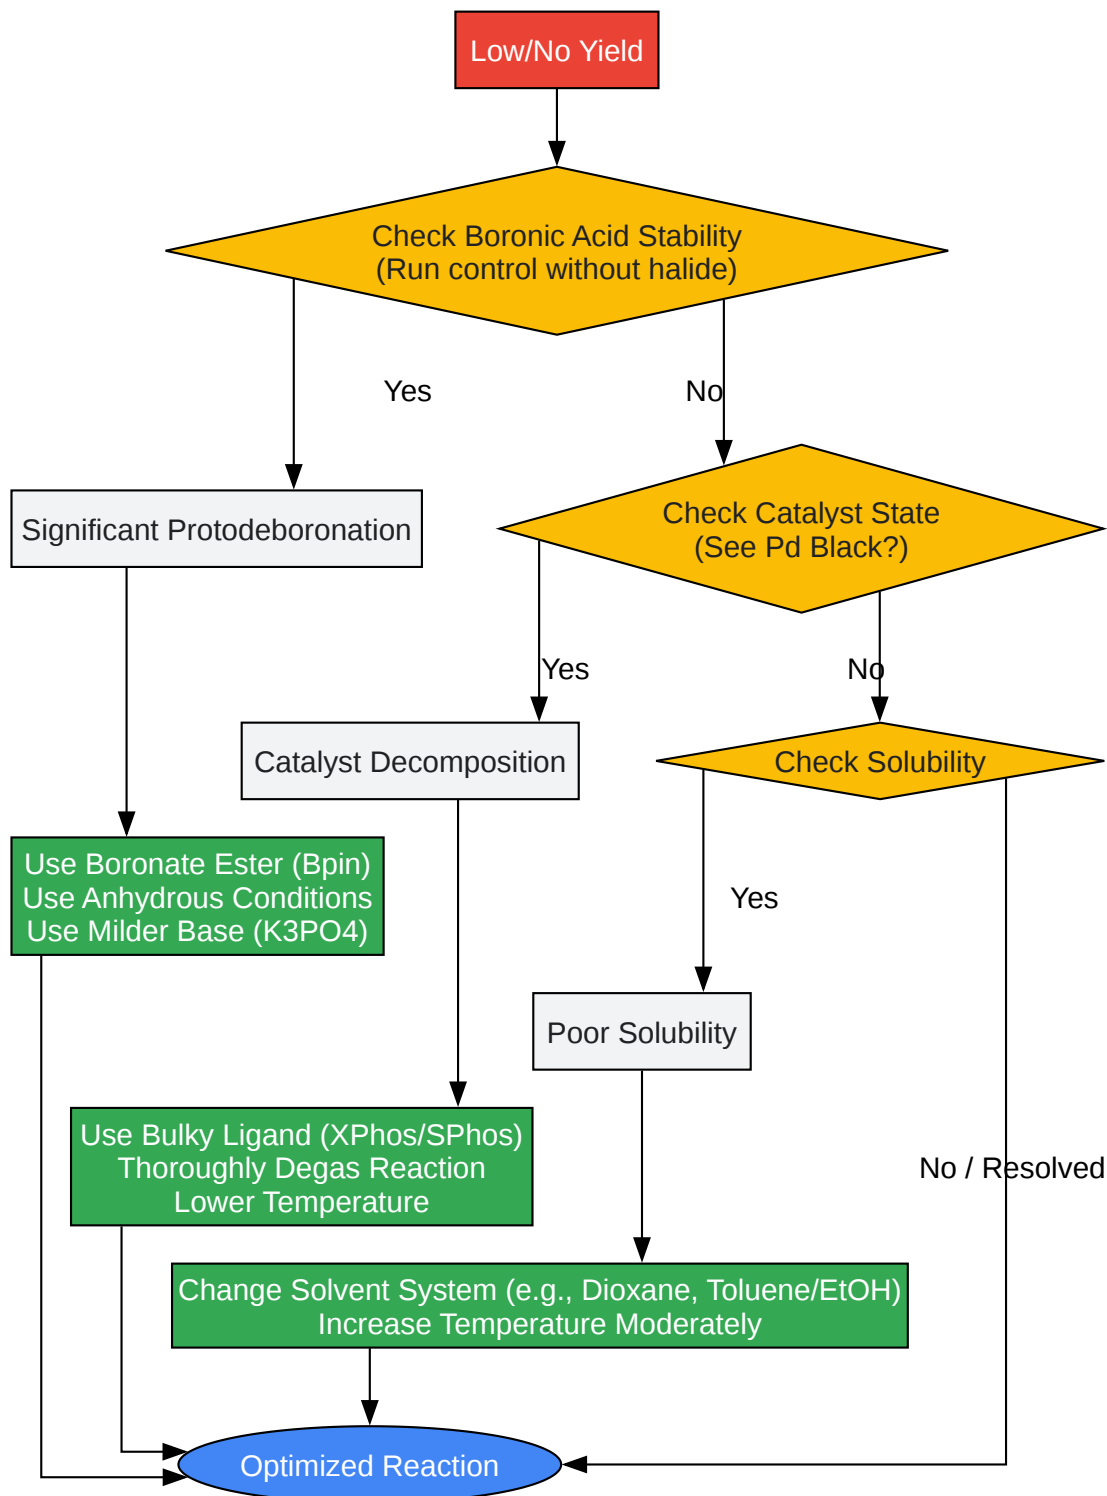 Low/No Yield
Check Boronic Acid Stability
(Run control without halide)
Yes
No
Significant Protodeboronation
Check Catalyst State
(See Pd Black?)
Yes
No
Catalyst Decomposition
Check Solubility
Use Boronate Ester (Bpin)
Use Anhydrous Conditions
Use Milder Base (K3PO4)
Yes
Poor Solubility
Use Bulky Ligand (XPhos/SPhos)
Thoroughly Degas Reaction
Lower Temperature
No / Resolved
Change Solvent System (e.g., Dioxane, Toluene/EtOH)
Increase Temperature Moderately
Optimized Reaction